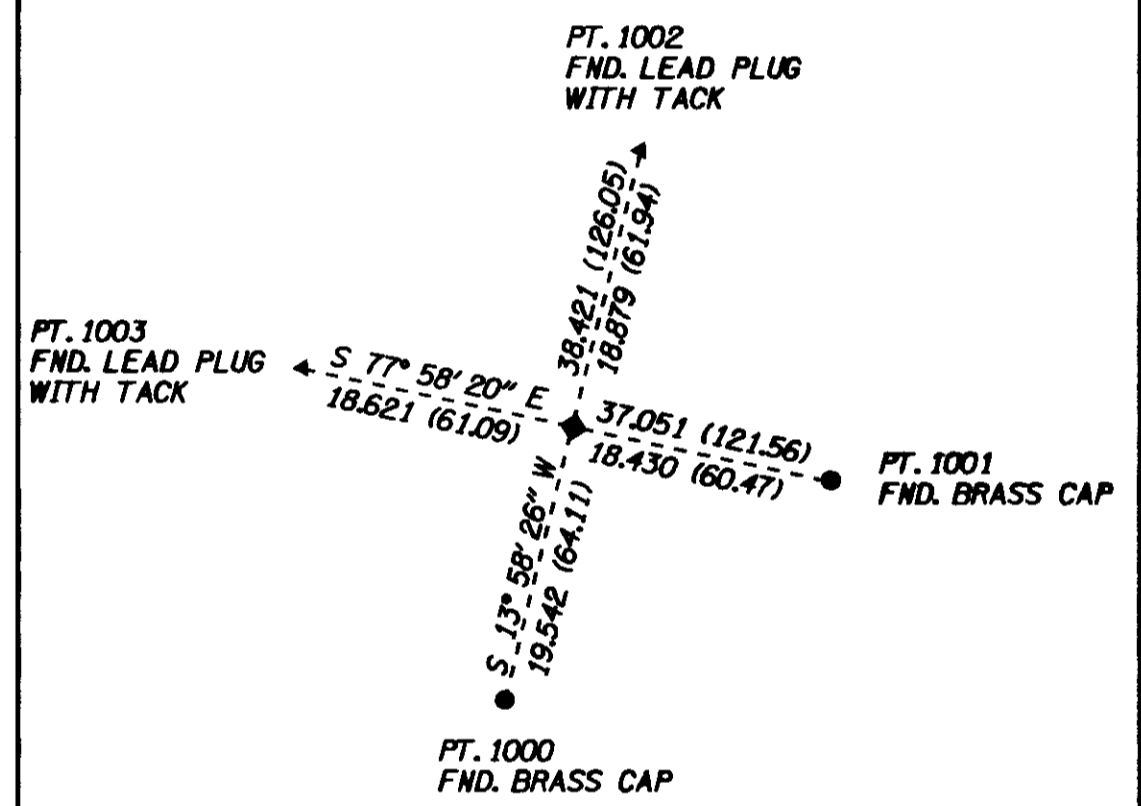 PT. 1002
FND. LEAD PLUG
WITH TACK
38.421 (126.05)
18.879 (61.94)
PT. 1003
FND. LEAD PLUG
WITH TACK
S 77° 58' 20" E
18.621 (61.09)
37.051 (121.56)
18.430 (60.47)
PT. 1001
FND. BRASS CAP
S 13° 58' 26" W
19.542 (64.11)
PT. 1000
FND. BRASS CAP